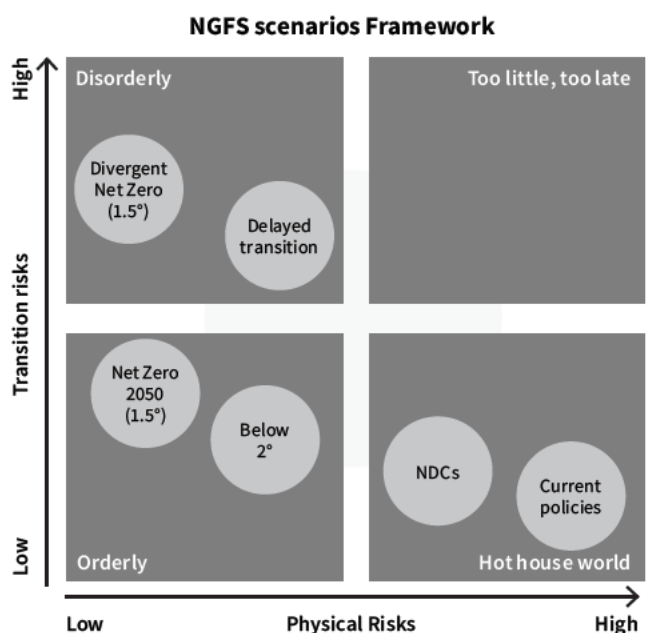 NGFS scenarios Framework
High
Transition risks
Low
Disorderly
Divergent
Net Zero
(1.5°)
Delayed
transition
Too little, too late
Net Zero
2050
(1.5°)
Below
2°
Orderly
NDCs
Current
policies
Hot house world
Low
Physical Risks
High